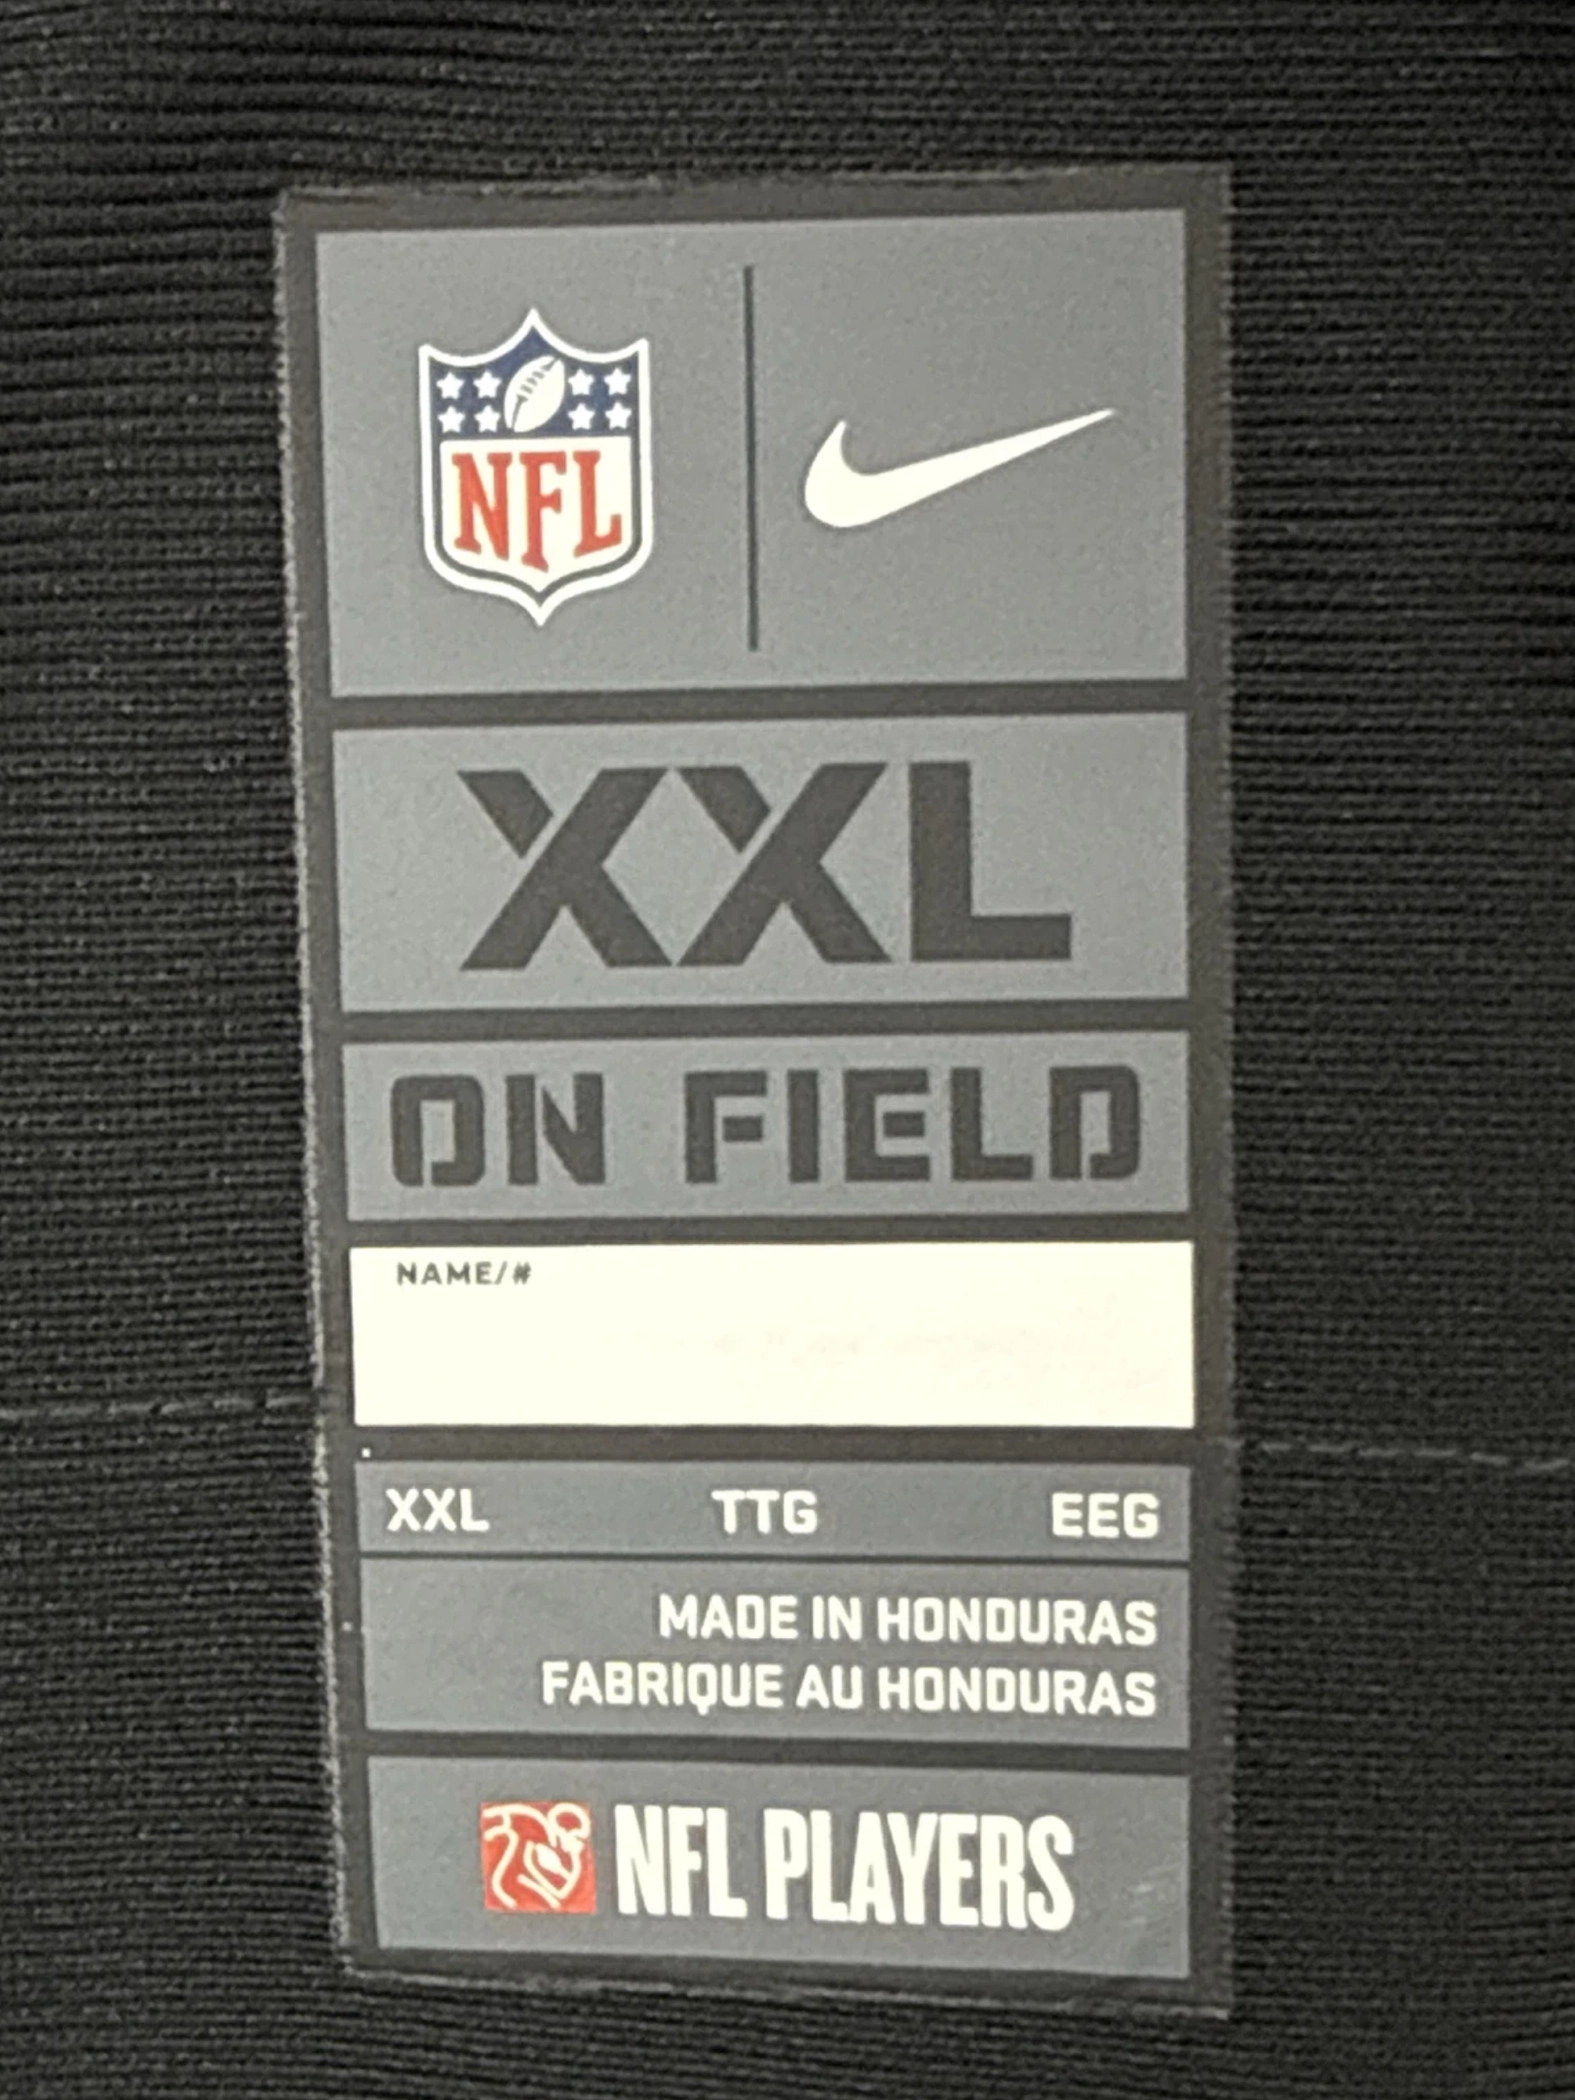 NFL
XXL
ON FIELD
NAME/#
XXL TTG EEG
MADE IN HONDURAS
FABRIQUE AU HONDURAS
NFL PLAYERS